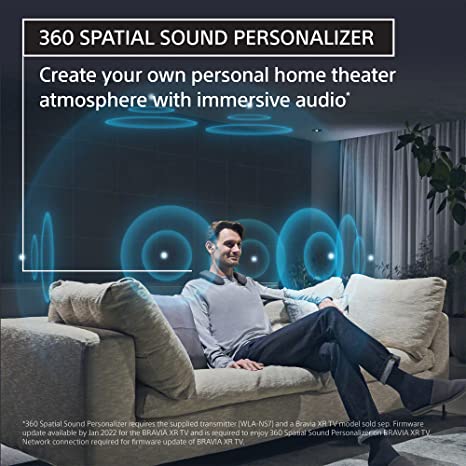 360 SPATIAL SOUND PERSONALIZER
Create your own personal home theater
atmosphere with immersive audio*
*360 Spatial Sound Personalizer requires the supplied transmitter (WLA-NS7) and a Bravia XR TV model sold sep. Firmware
update available by Jan 2022 for the BRAVIA XR TV and is required to enjoy 360 Spatial Sound Personalizer on BRAVIA XR TV.
Network connection required for firmware update of BRAVIA XR TV.